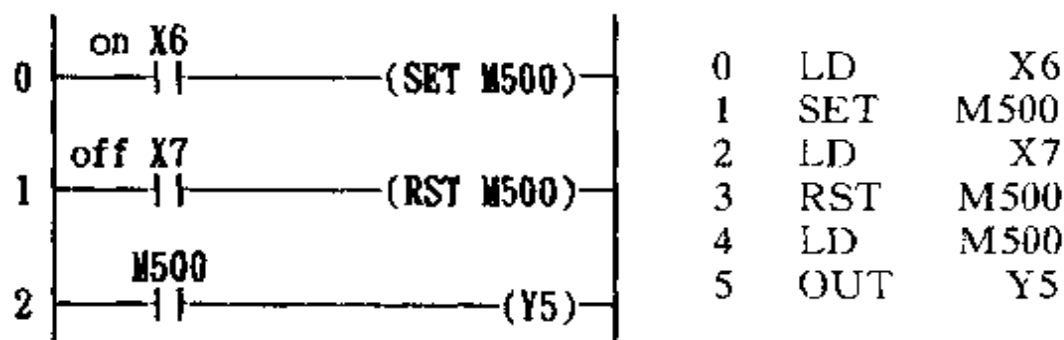 on X6
0 (SET M500)
off X7
1 (RST M500)
M500
2 (Y5)
0 LD X6
1 SET M500
2 LD X7
3 RST M500
4 LD M500
5 OUT Y5